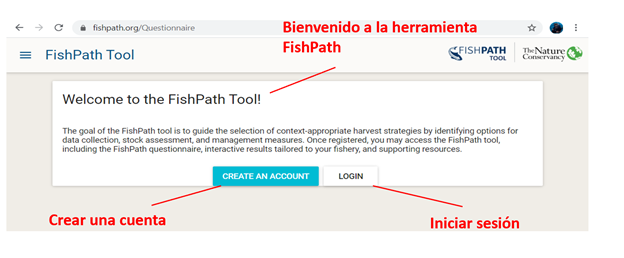 fishpath.org/Questionnaire
Bienvenido a la herramienta
FishPath
FishPath Tool
FISHPATH
TOOL
The Nature
Conservancy
Welcome to the FishPath Tool!
The goal of the FishPath tool is to guide the selection of context-appropriate harvest strategies by identifying options for
data collection, stock assessment, and management measures. Once registered, you may access the FishPath tool,
including the FishPath questionnaire, interactive results tailored to your fishery, and supporting resources.
CREATE AN ACCOUNT
LOGIN
Crear una cuenta
Iniciar sesión